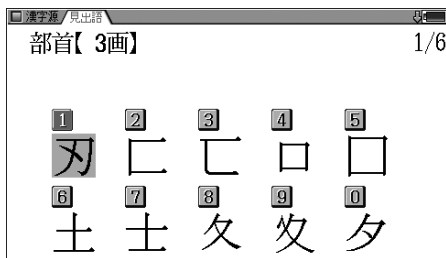 漢字源 見出語
部首【 3画】 1/6
1 2 3 4 5
刃 匚 匸 口 囗
6 7 8 9 0
土 士 夂 夊 夕